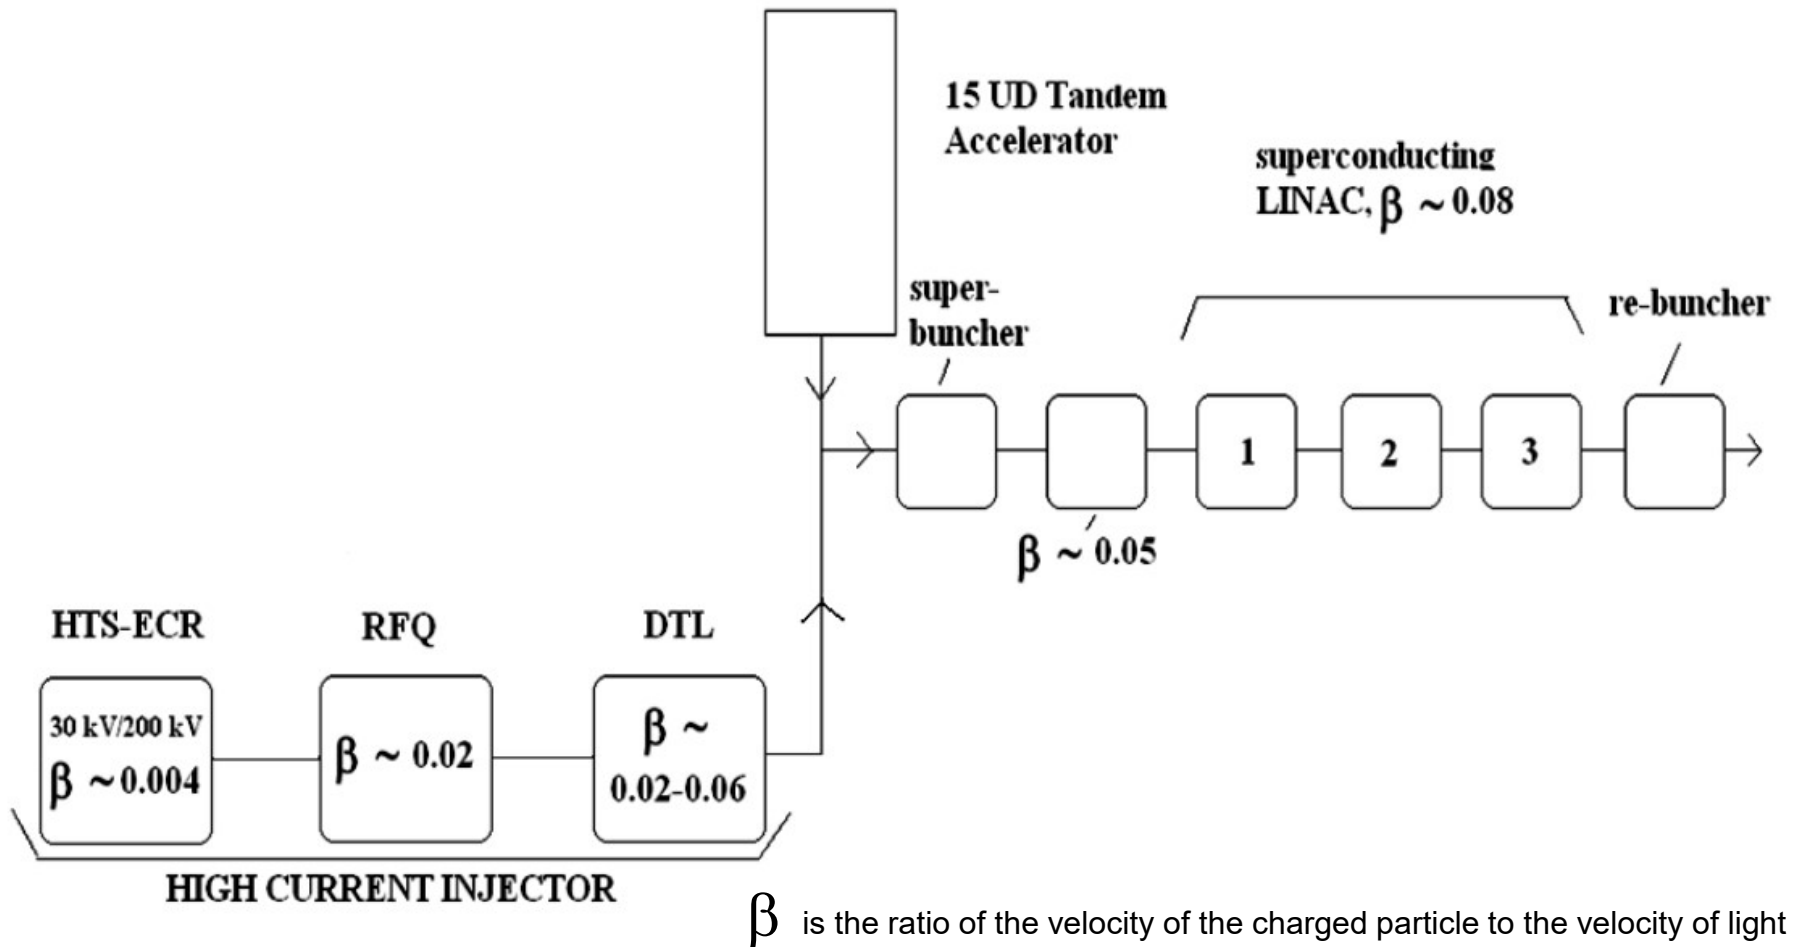 15 UD Tandem
Accelerator
superconducting
LINAC, β ~ 0.08
super-
buncher
re-buncher
1
2
3
β ~ 0.05
HTS-ECR
RFQ
DTL
30 kV/200 kV
β ~ 0.004
β ~ 0.02
β ~
0.02-0.06
HIGH CURRENT INJECTOR
β is the ratio of the velocity of the charged particle to the velocity of light